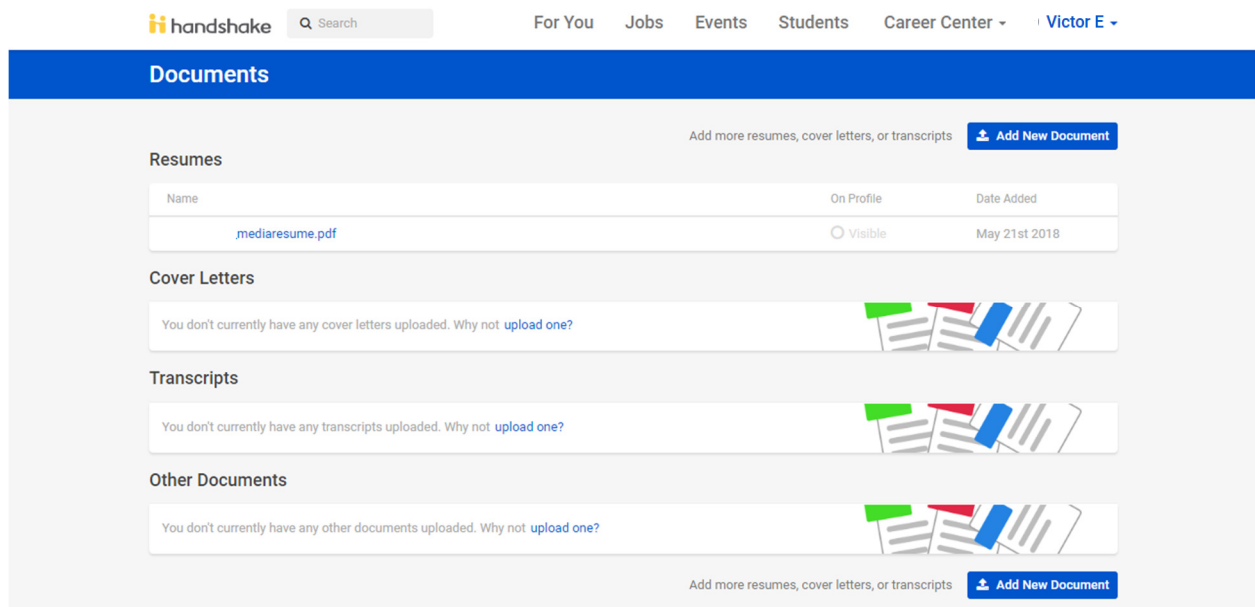 handshake Search For You Jobs Events Students Career Center Victor E
Documents
Add more resumes, cover letters, or transcripts Add New Document
Resumes
Name On Profile Date Added
mediaresume.pdf Visible May 21st 2018
Cover Letters
You don't currently have any cover letters uploaded. Why not upload one?
Transcripts
You don't currently have any transcripts uploaded. Why not upload one?
Other Documents
You don't currently have any other documents uploaded. Why not upload one?
Add more resumes, cover letters, or transcripts Add New Document